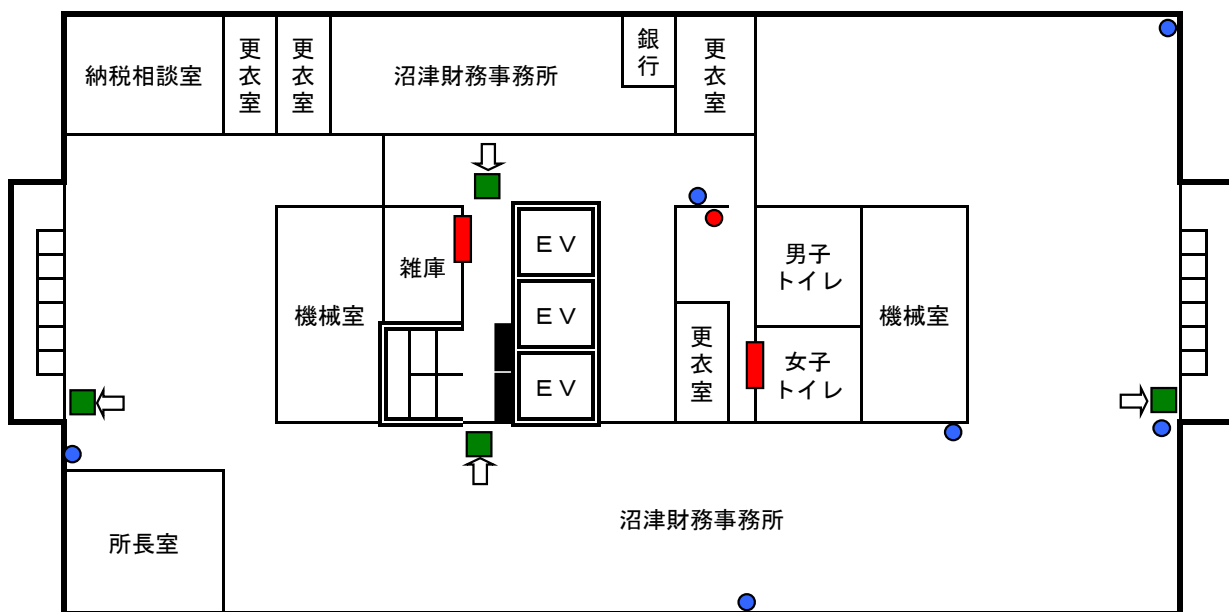 納税相談室
更衣室
更衣室
沼津財務事務所
銀行
更衣室
ＥＶ
雑庫
男子
トイレ
機械室
ＥＶ
機械室
更衣室
女子
トイレ
ＥＶ
沼津財務事務所
所長室